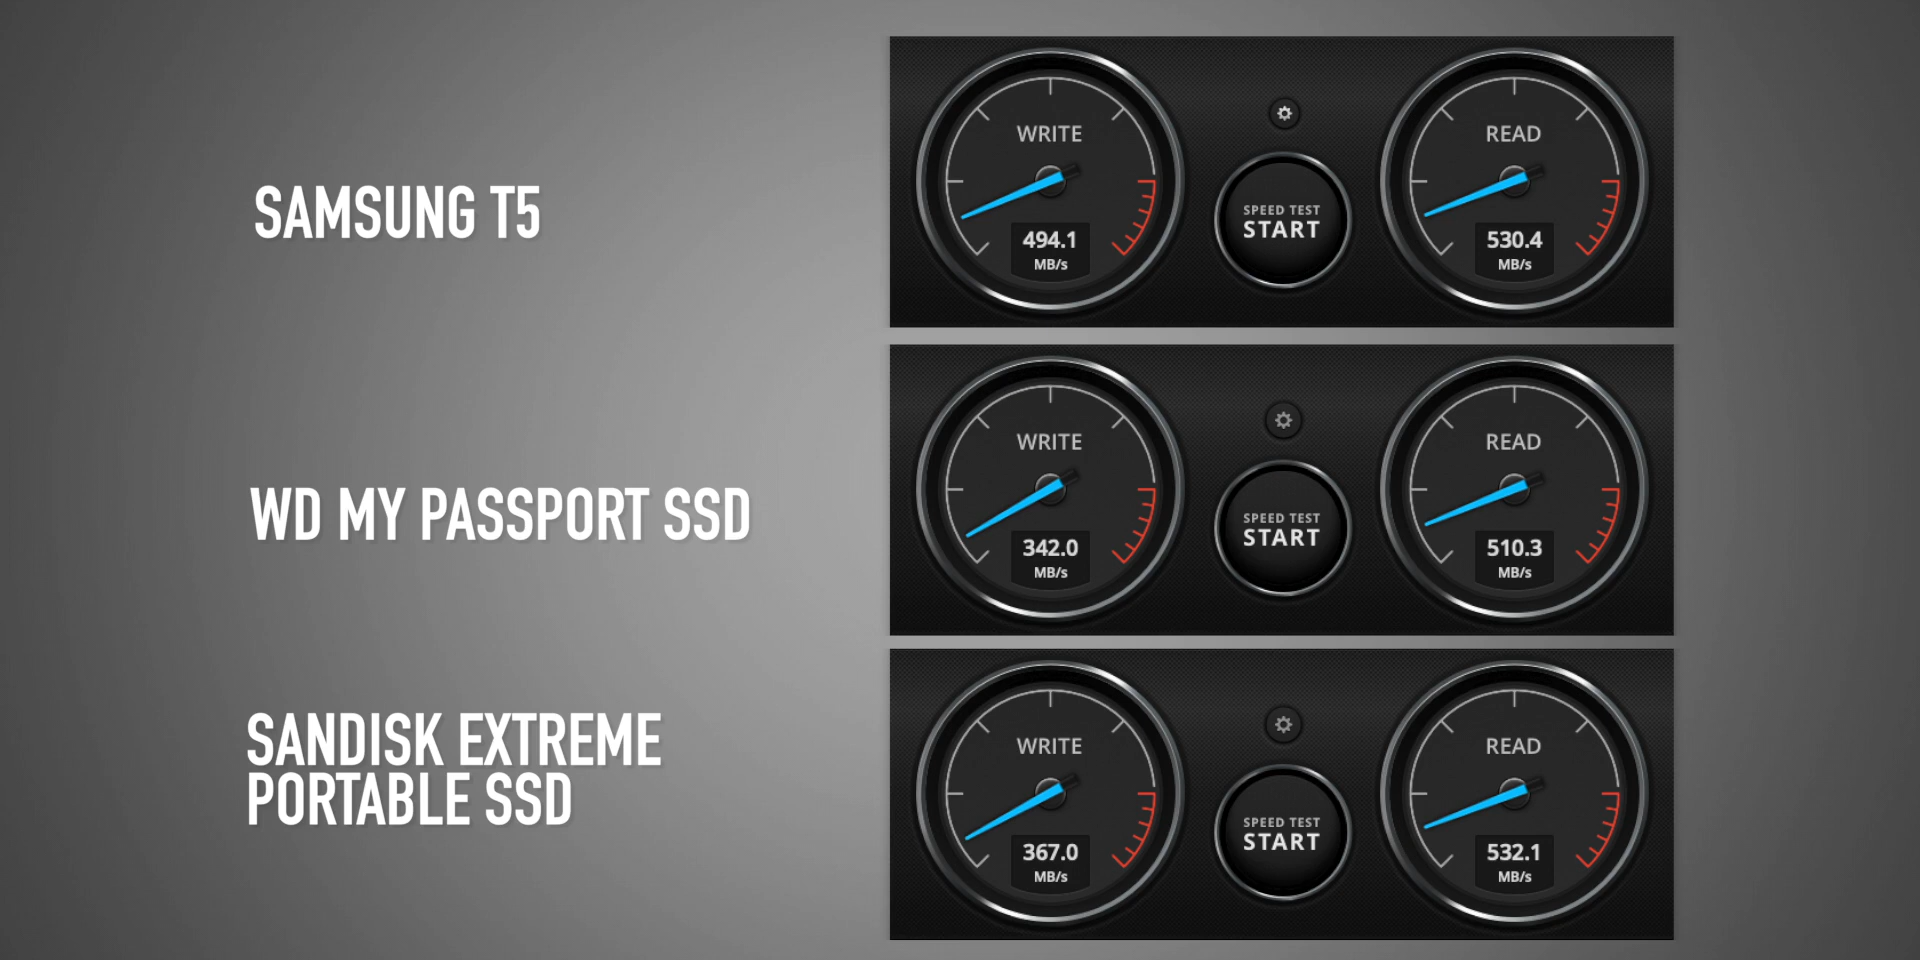 SAMSUNG T5
WRITE
494.1
MB/s
SPEED TEST
START
READ
530.4
MB/s
WD MY PASSPORT SSD
WRITE
342.0
MB/s
SPEED TEST
START
READ
510.3
MB/s
SANDISK EXTREME
PORTABLE SSD
WRITE
367.0
MB/s
SPEED TEST
START
READ
532.1
MB/s